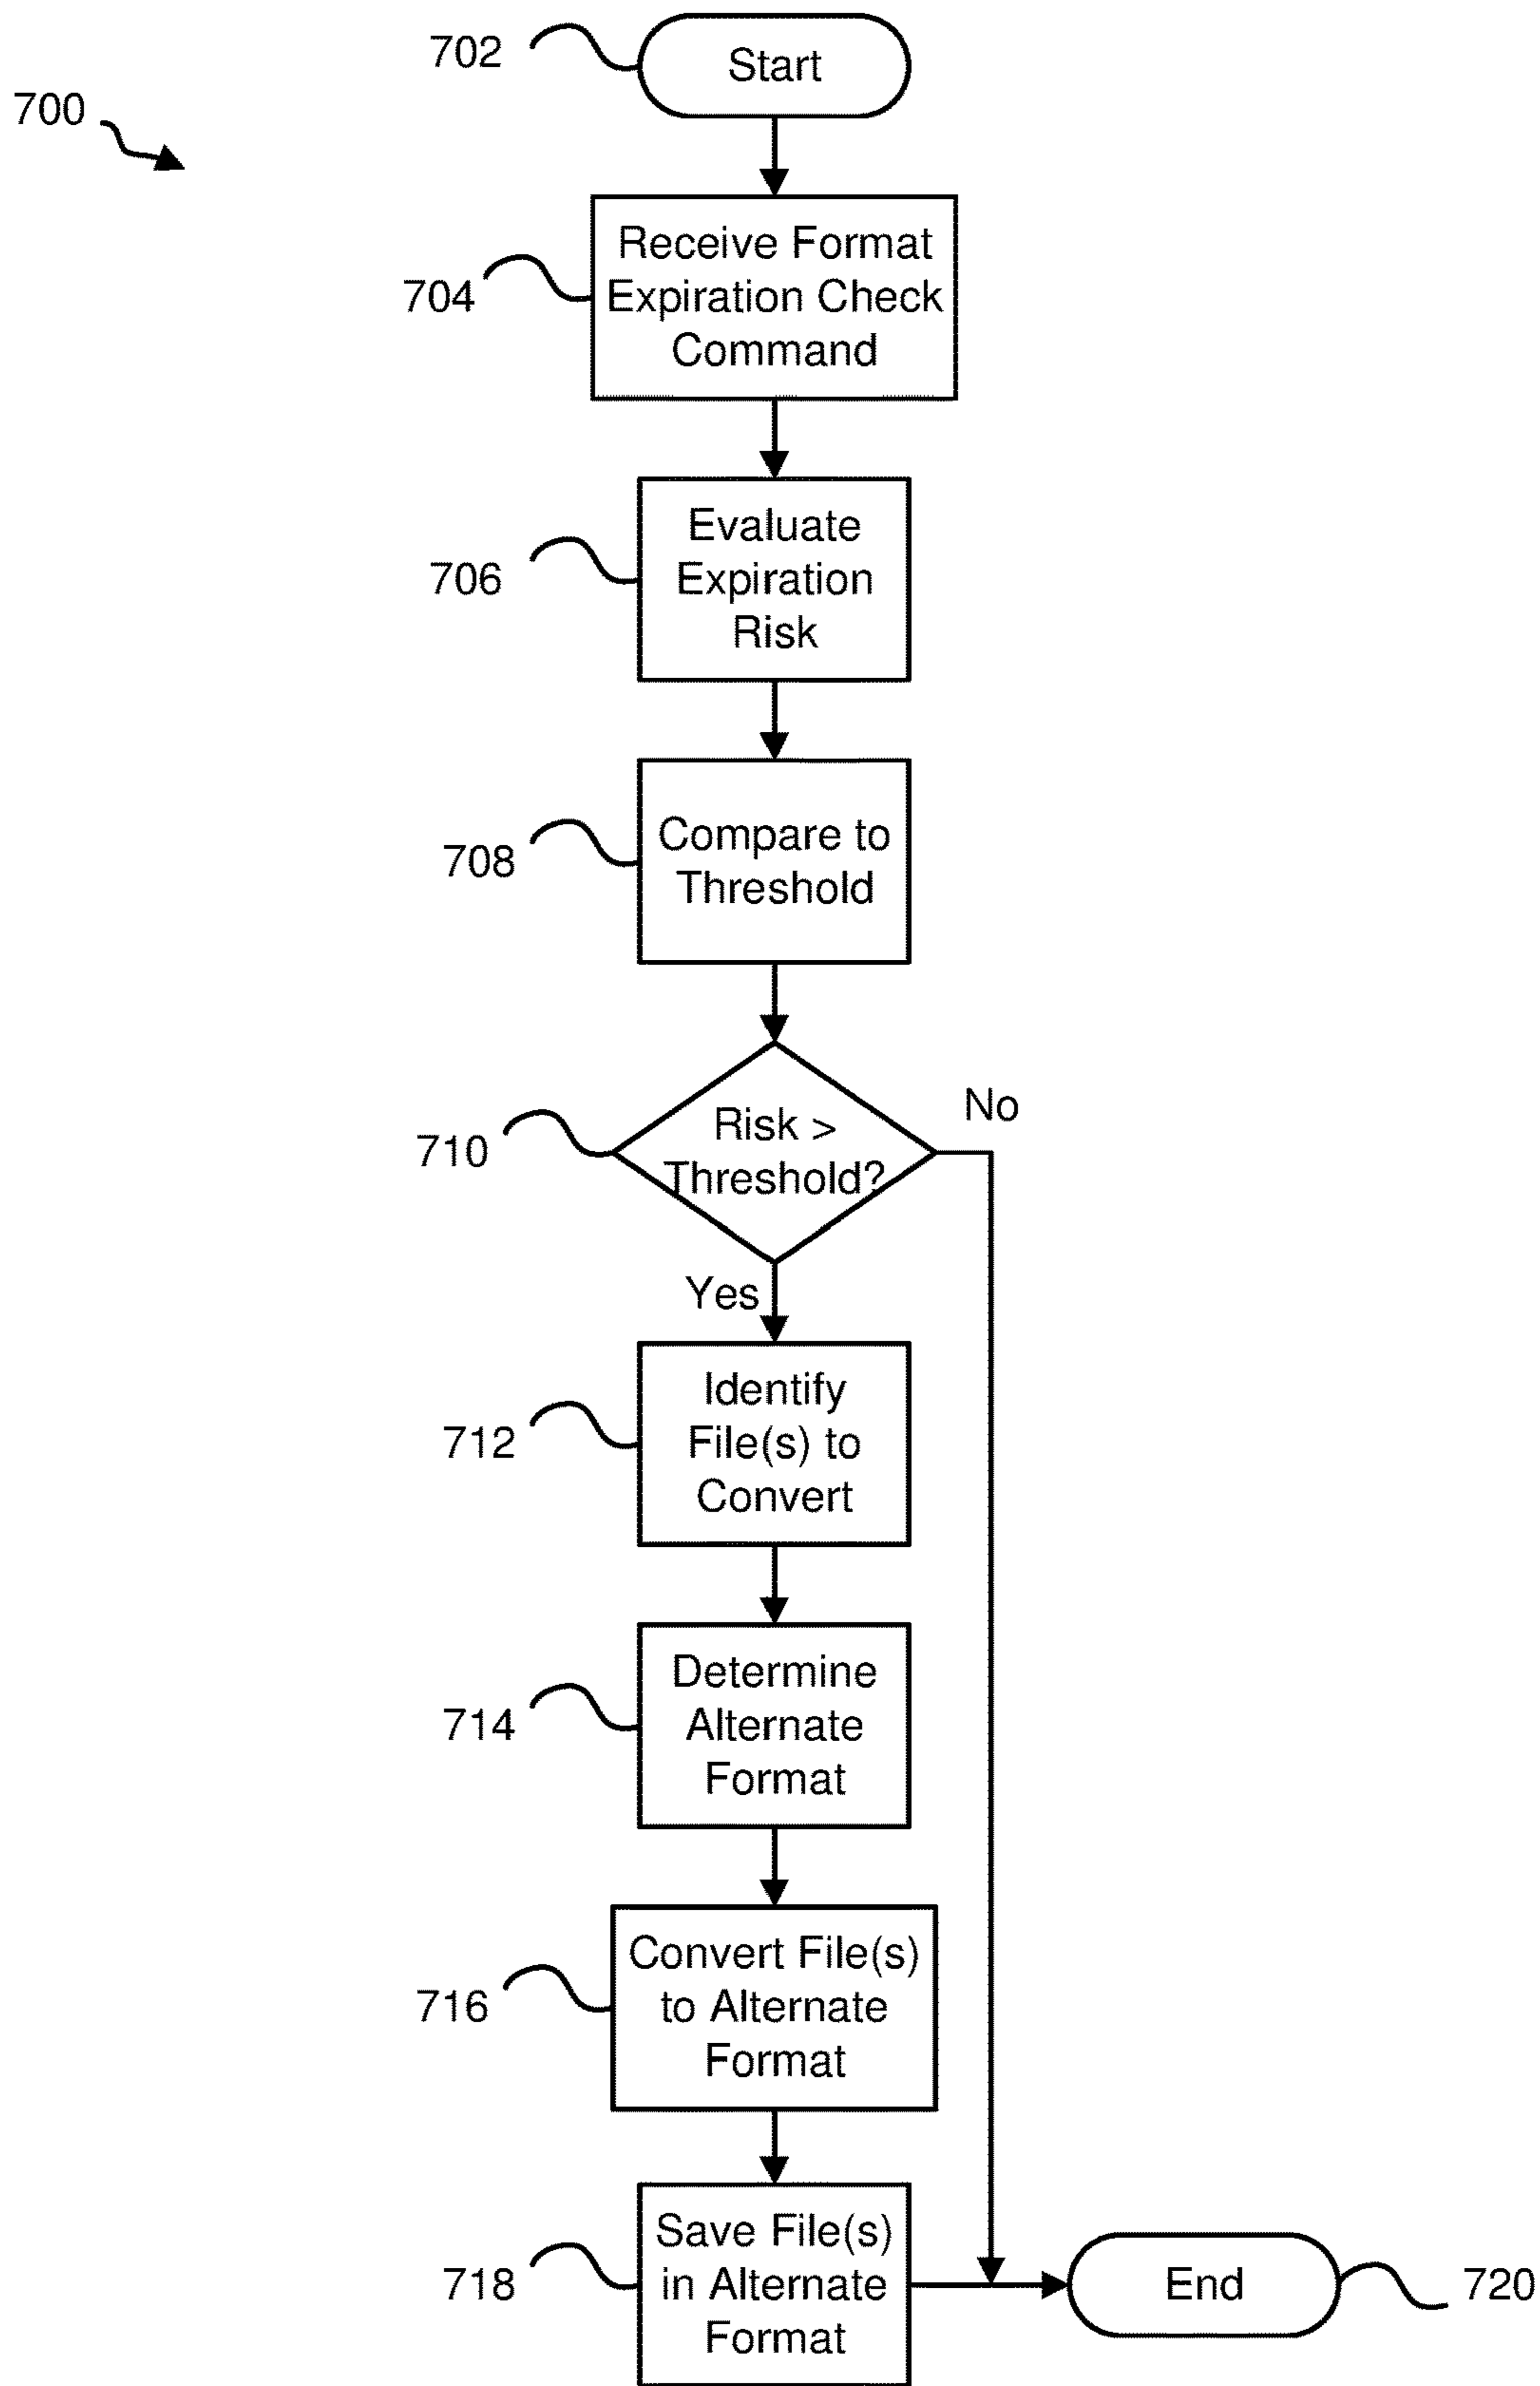 702
Start
700
Receive Format
Expiration Check
Command
704
Evaluate
Expiration
Risk
706
Compare to
Threshold
708
Risk >
Threshold?
710
No
Yes
Identify
File(s) to
Convert
712
Determine
Alternate
Format
714
Convert File(s)
to Alternate
Format
716
Save File(s)
in Alternate
Format
718
End
720